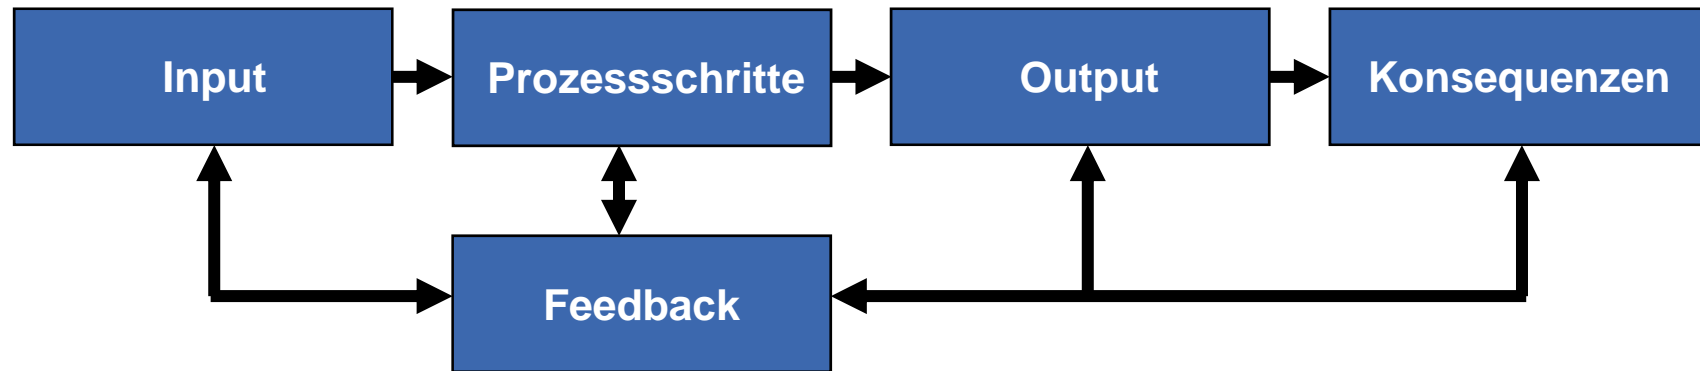 Input
Prozessschritte
Output
Konsequenzen
Feedback